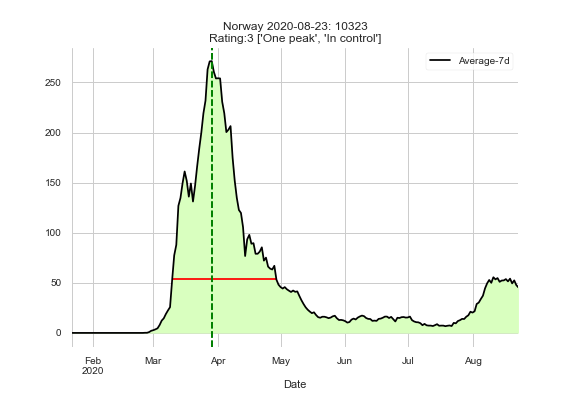 Norway 2020-08-23: 10323
Rating:3 ['One peak', 'In control']
Average-7d
250
200
150
100
50
0
Feb Mar Apr May Jun Jul Aug
2020
Date